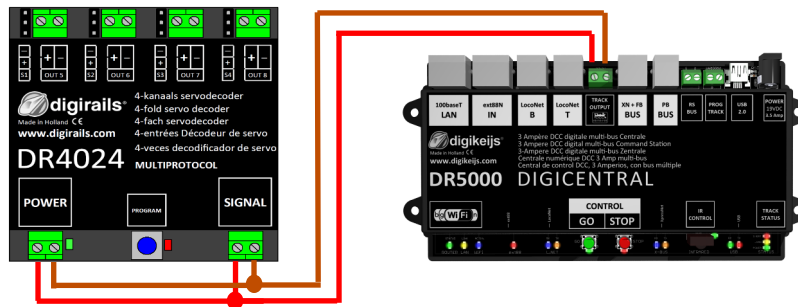 S1 OUT 5 S2 OUT 6 S3 OUT 7 S4 OUT 8
digirails®
Made in Holland CE
www.digirails.com
DR4024
4-kanaals servodecoder
4-fold servo decoder
4-fach servodecoder
4-entrées Décodeur de servo
4-veces decodificador de servo
MULTIPROTOCOL
POWER
PROGRAM
SIGNAL
100baseT
LAN
ext88N
IN
LocoNet
B
LocoNet
T
TRACK
OUTPUT
XN + FB
BUS
PB
BUS
RS
BUS
PROG
TRACK
USB
2.0
POWER
19VDC
3.5 Amp
digikeijs®
Made in Holland CE
www.digikeijs.com
DR5000
3 Ampère DCC digitale multi-bus Centrale
3 Ampere DCC digital multi-bus Command Station
3-Ampere DCC digitale multi-bus Zentrale
Centrale numérique DCC 3 Amp multi-bus
Central de control DCC, 3 Amperios, con bus múltiple
DIGICENTRAL
WiFi
CONTROL
GO STOP
IR
CONTROL
TRACK
STATUS